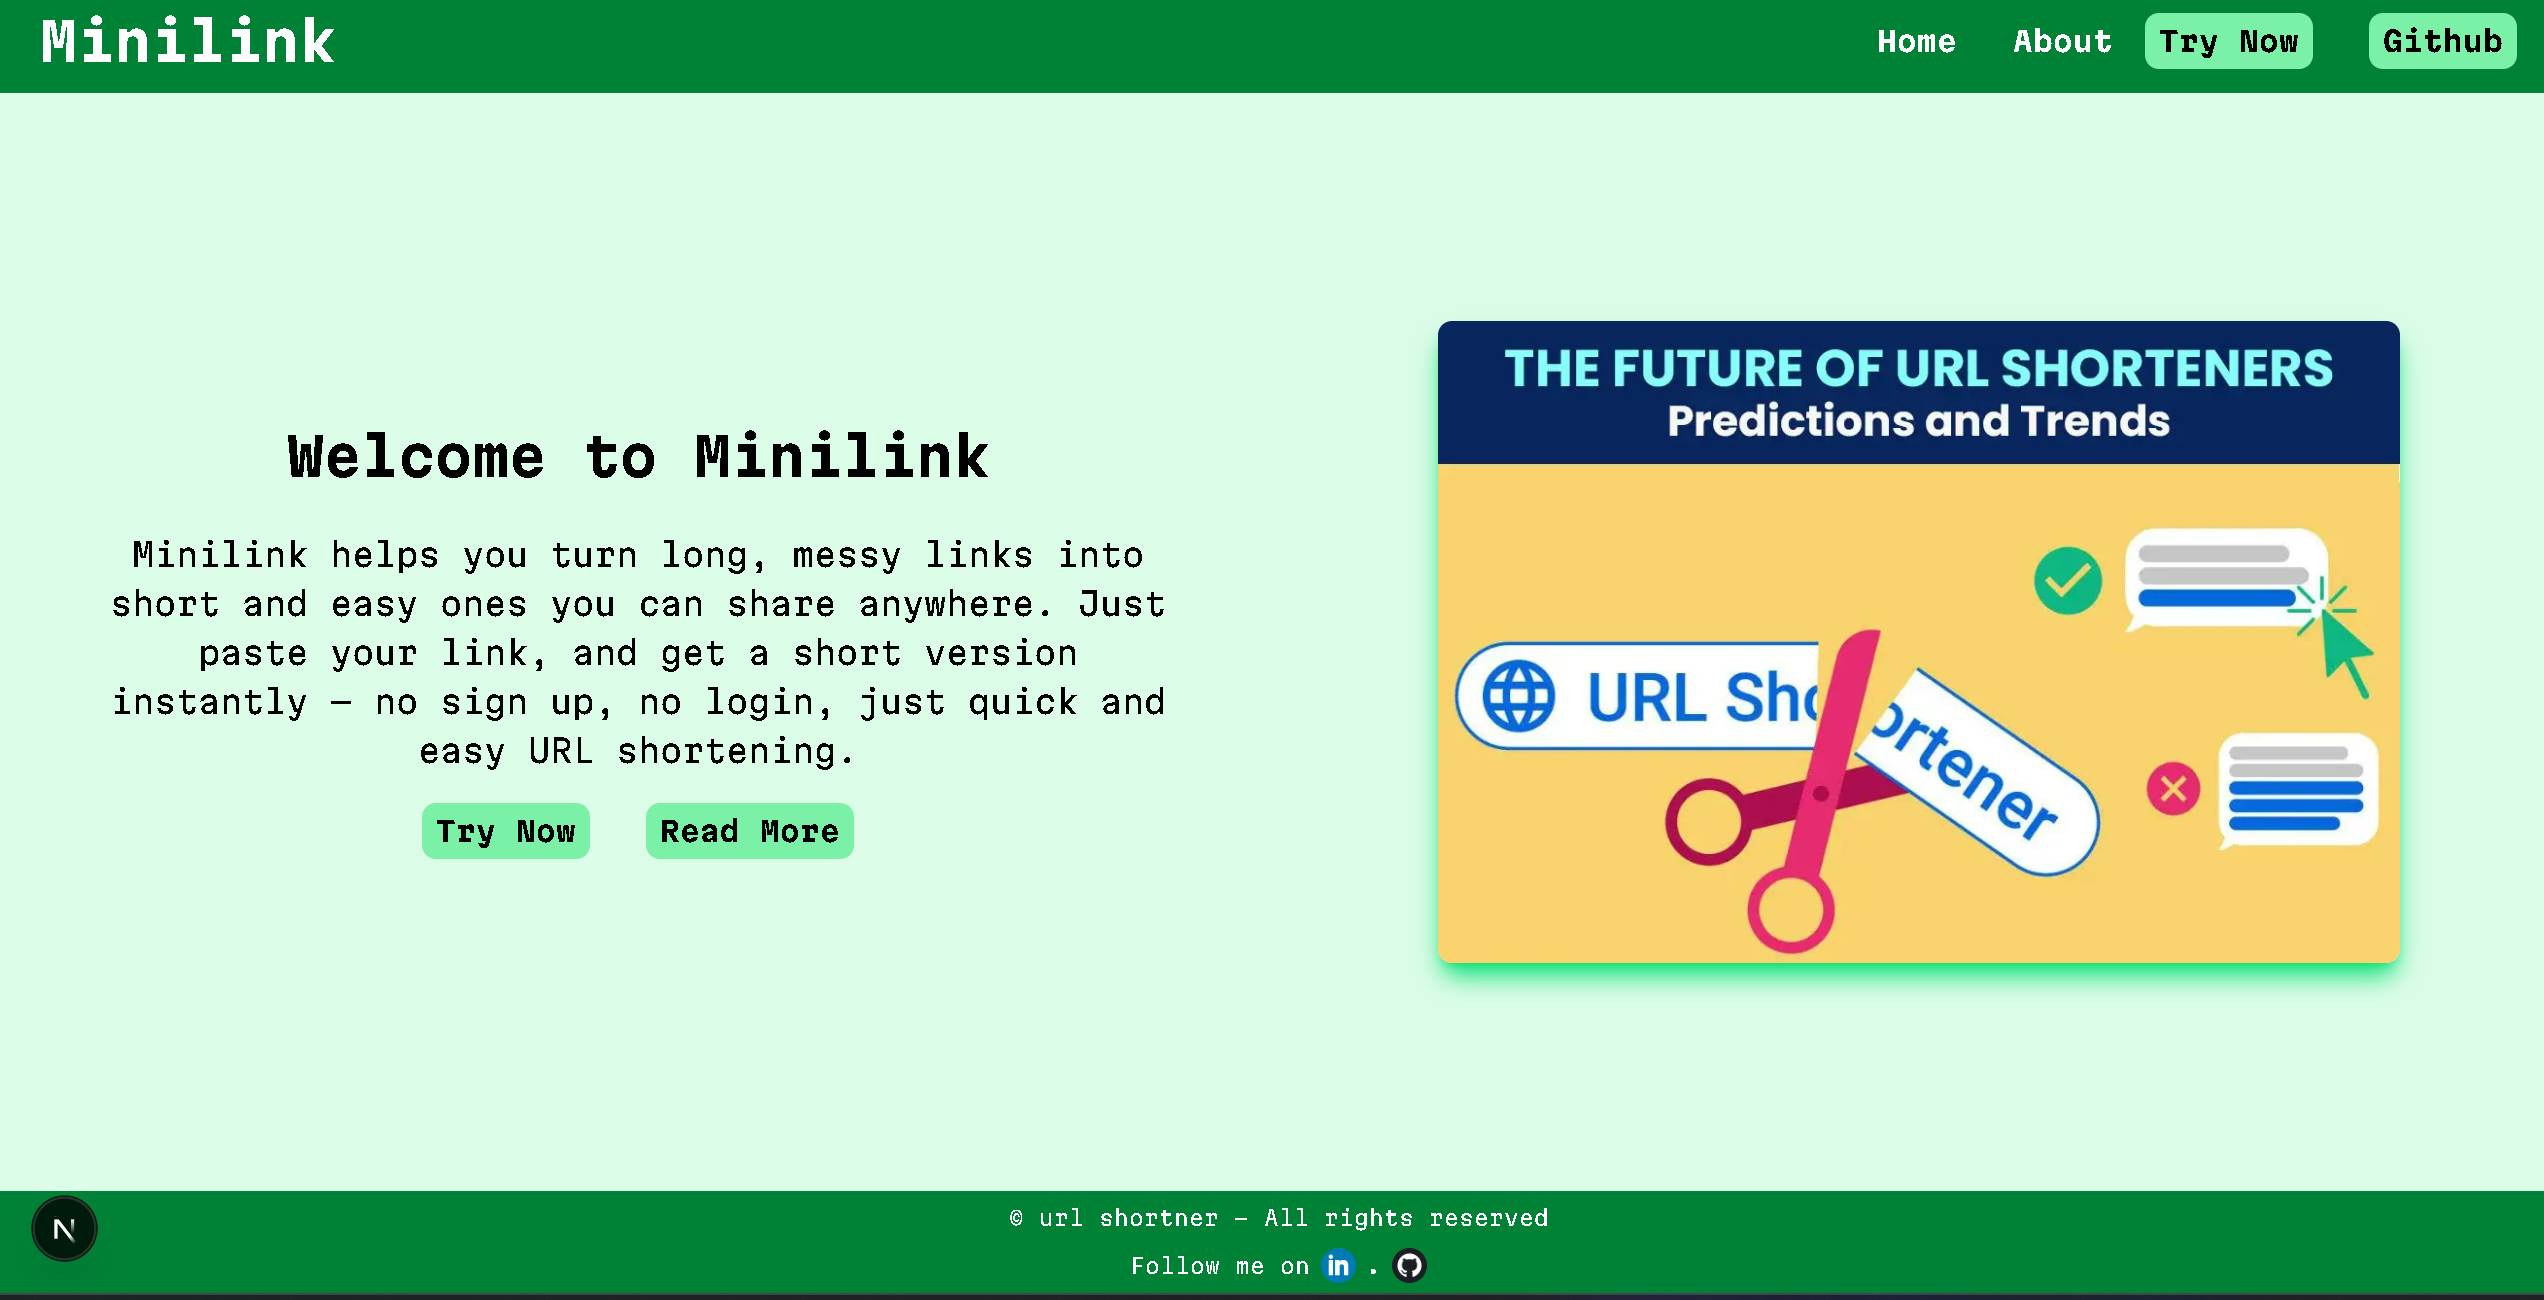 Minilink
Home About Try Now Github
Welcome to Minilink
Minilink helps you turn long, messy links into
short and easy ones you can share anywhere. Just
paste your link, and get a short version
instantly — no sign up, no login, just quick and
easy URL shortening.
Try Now Read More
THE FUTURE OF URL SHORTENERS
Predictions and Trends
URL Sho
ortener
N
© url shortner — All rights reserved
Follow me on in .